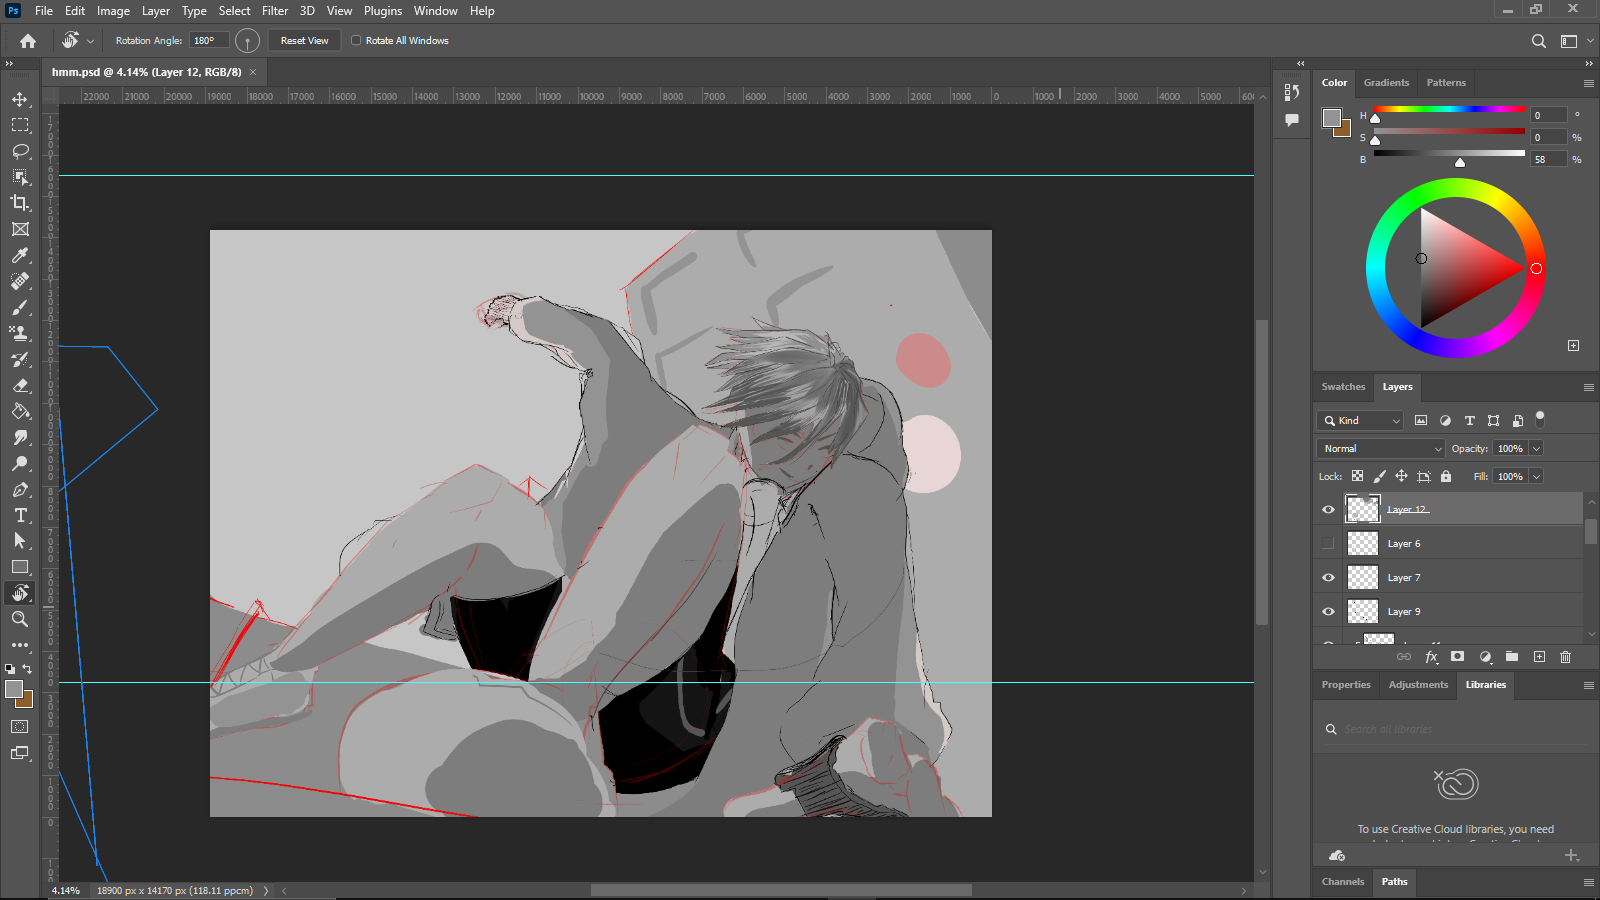 Ps File Edit Image Layer Type Select Filter 3D View Plugins Window Help
Rotation Angle: 180° Reset View Rotate All Windows
hmm.psd @ 4.14% (Layer 12, RGB/8) ×
22000 21000 20000 19000 18000 17000 16000 15000 14000 13000 12000 11000 10000 9000 8000 7000 6000 5000 4000 3000 2000 1000 0 1000 2000 3000 4000 5000
Color Gradients Patterns
H 0 °
S 0 %
B 58 %
Swatches Layers
Kind
Normal Opacity: 100%
Lock: Fill: 100%
Layer 12
Layer 6
Layer 7
Layer 9
fx
Properties Adjustments Libraries
Search all libraries
To use Creative Cloud libraries, you need
Channels Paths
4.14% 18900 px x 14170 px (118.11 ppcm)